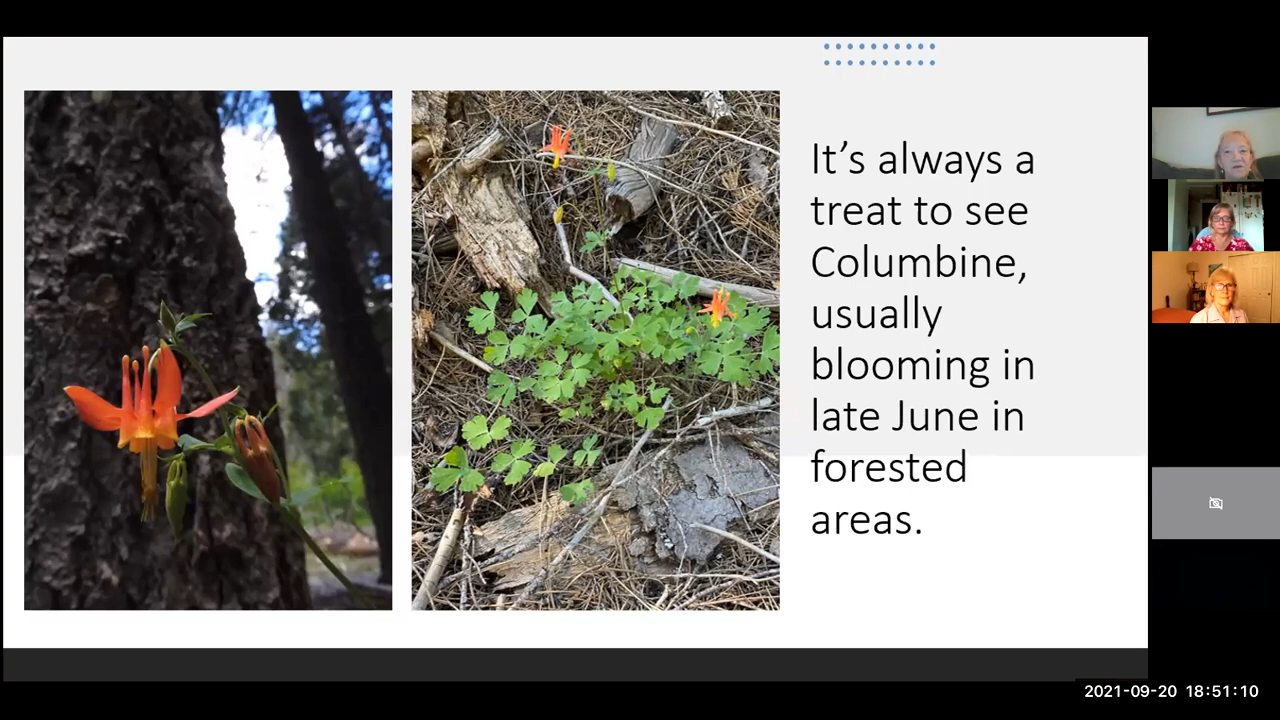 It’s always a
treat to see
Columbine,
usually
blooming in
late June in
forested
areas.
2021-09-20 18:51:10